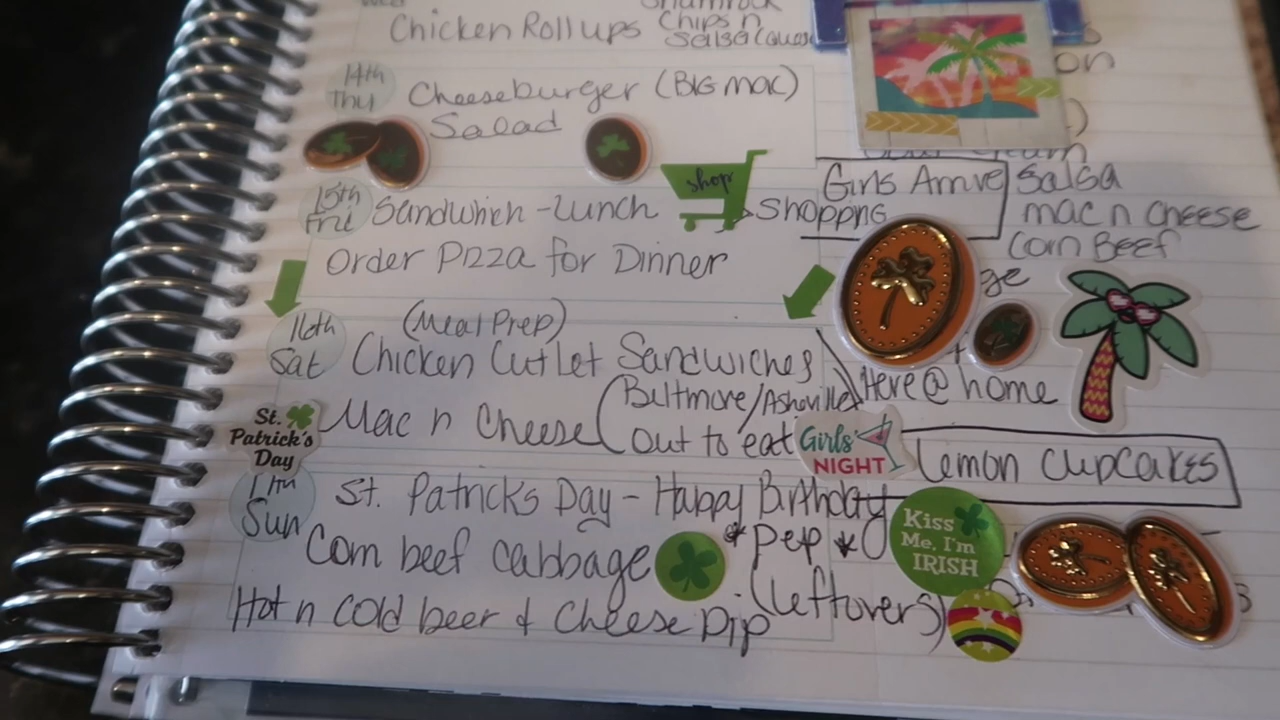 Chicken Roll ups
Shamrock
Chips n
Salsa
14th
Thu
Cheeseburger (BIG MAC)
Salad
15th
Fri
Sandwhich - Lunch
shop
Shopping
Girls Arrive
Order Pizza for Dinner
Salsa
mac n cheese
Corn Beef
16th
Sat
(Meal Prep)
Chicken Cutlet Sandwiches
Here @ home
Mac n Cheese
(Biltmore/Asheville
out to eat
Girls'
NIGHT
Lemon Cupcakes
St.
Patrick's
Day
17th
Sun
St. Patricks Day - Happy Birthday
*Pep*
Corn beef cabbage
Kiss
Me, I'm
IRISH
(leftovers)
Hot n cold beer & Cheese Dip